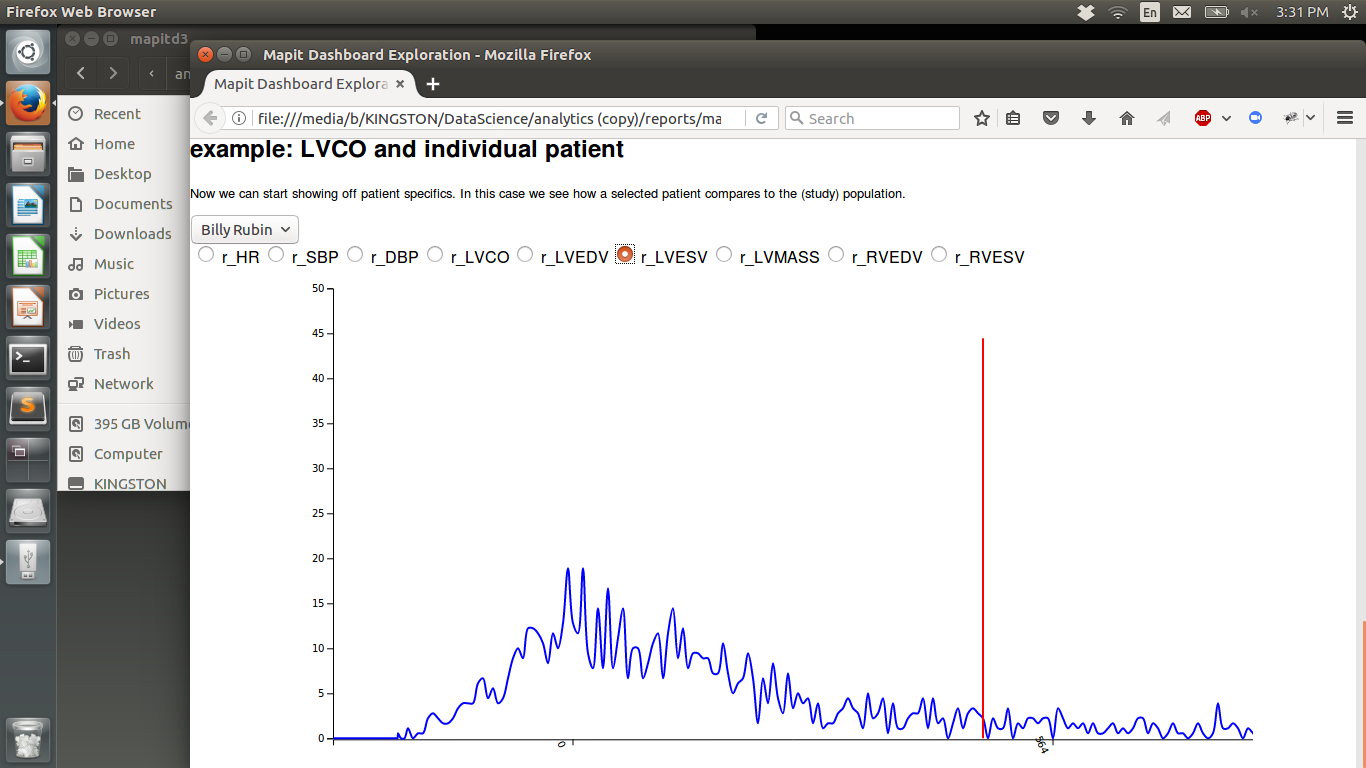 Firefox Web Browser
En
3:31 PM
mapitd3
an
Mapit Dashboard Exploration - Mozilla Firefox
Mapit Dashboard Explora
file:///media/b/KINGSTON/DataScience/analytics (copy)/reports/ma
Search
ABP
Recent
Home
Desktop
Documents
Downloads
Music
Pictures
Videos
Trash
Network
395 GB Volum
Computer
KINGSTON
example: LVCO and individual patient
Now we can start showing off patient specifics. In this case we see how a selected patient compares to the (study) population.
Billy Rubin
r_HR r_SBP r_DBP r_LVCO r_LVEDV r_LVESV r_LVMASS r_RVEDV r_RVESV
50
45
40
35
30
25
20
15
10
5
0
0 564